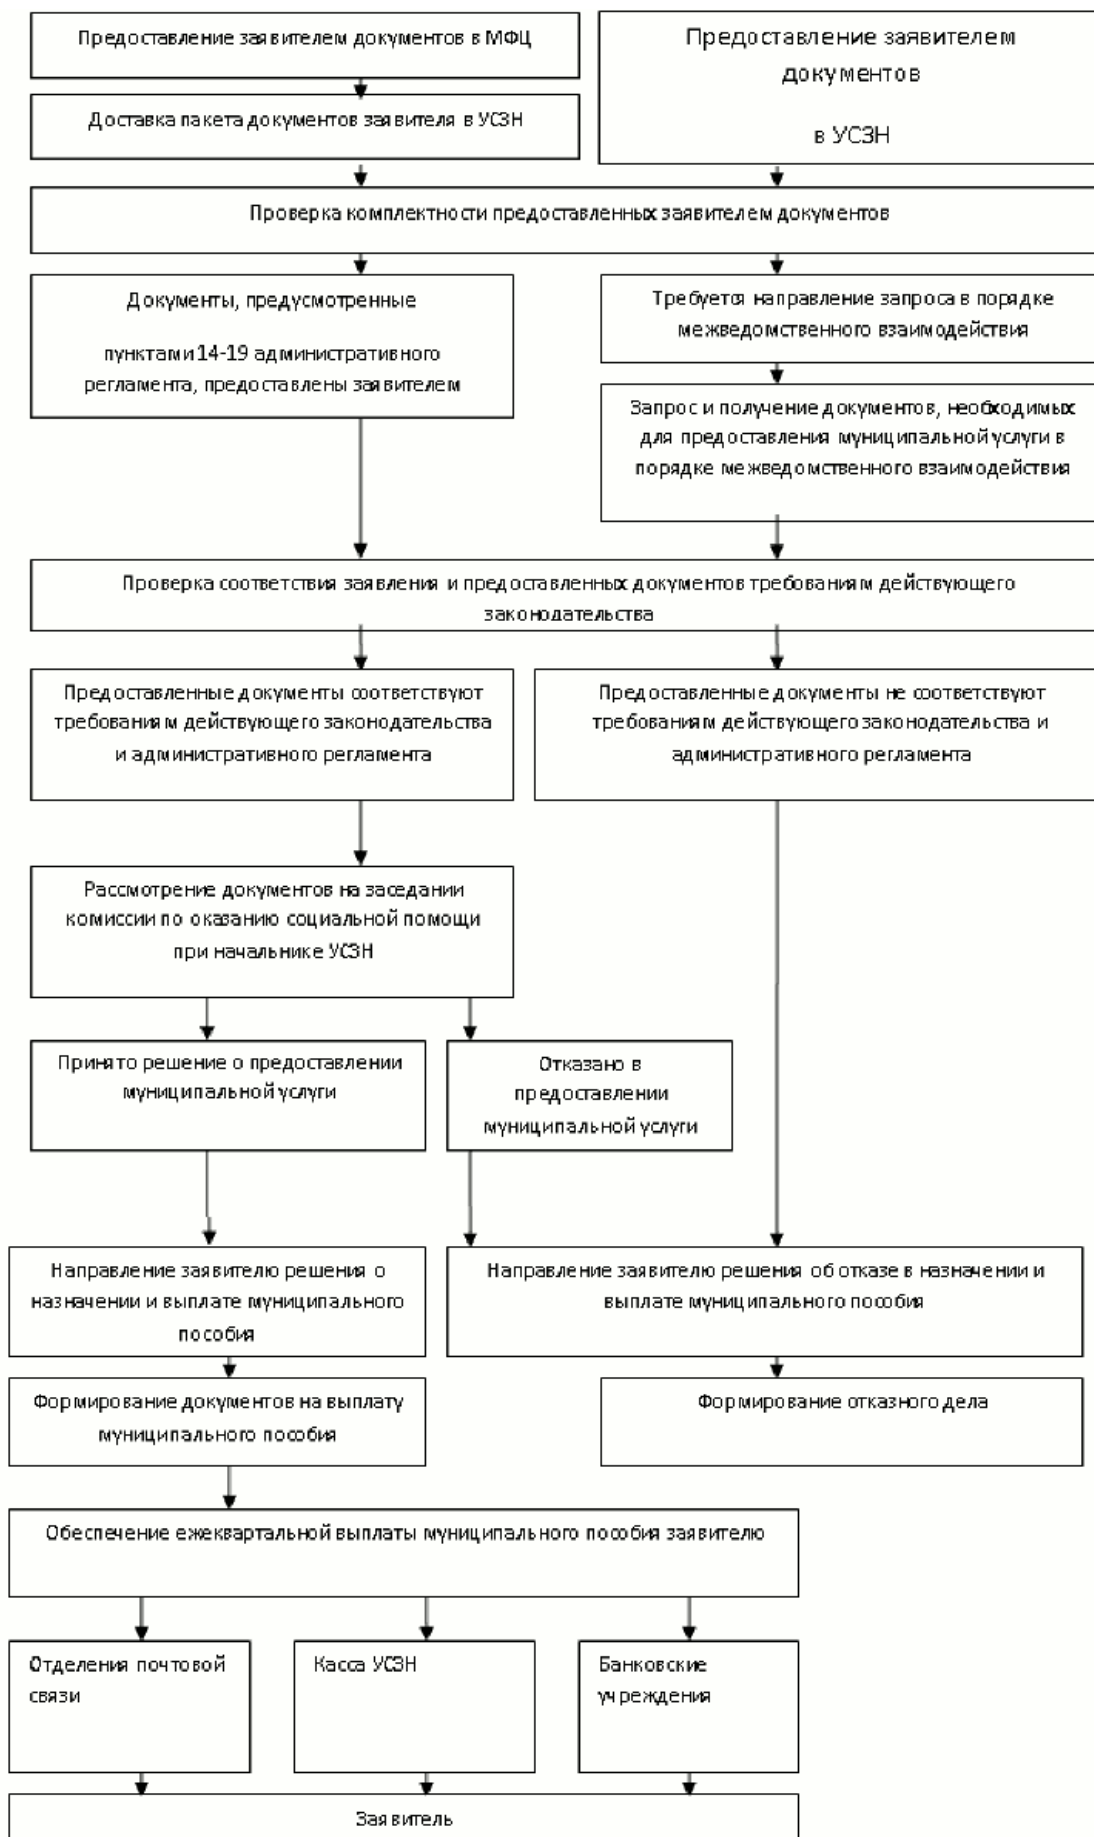 Предоставление заявителем документов в МФЦ
Доставка пакета документов заявителя в УСЗН
Предоставление заявителем
документов
в УСЗН
Проверка комплектности предоставленных заявителем документов
Документы, предусмотренные
пунктами 14-19 административного
регламента, предоставлены заявителем
Требуется направление запроса в порядке
межведомственного взаимодействия
Запрос и получение документов, необходимых
для предоставления муниципальной услуги в
порядке межведомственного взаимодействия
Проверка соответствия заявления и предоставленных документов требованиям действующего
законодательства
Предоставленные документы соответствуют
требованиям действующего законодательства
и административного регламента
Предоставленные документы не соответствуют
требованиям действующего законодательства и
административного регламента
Рассмотрение документов на заседании
комиссии по оказанию социальной помощи
при начальнике УСЗН
Принято решение о предоставлении
муниципальной услуги
Отказано в
предоставлении
муниципальной услуги
Направление заявителю решения о
назначении и выплате муниципального
пособия
Направление заявителю решения об отказе в назначении и
выплате муниципального пособия
Формирование документов на выплату
муниципального пособия
Формирование отказного дела
Обеспечение ежеквартальной выплаты муниципального пособия заявителю
Отделения почтовой
связи
Касса УСЗН
Банковские
учреждения
Заявитель